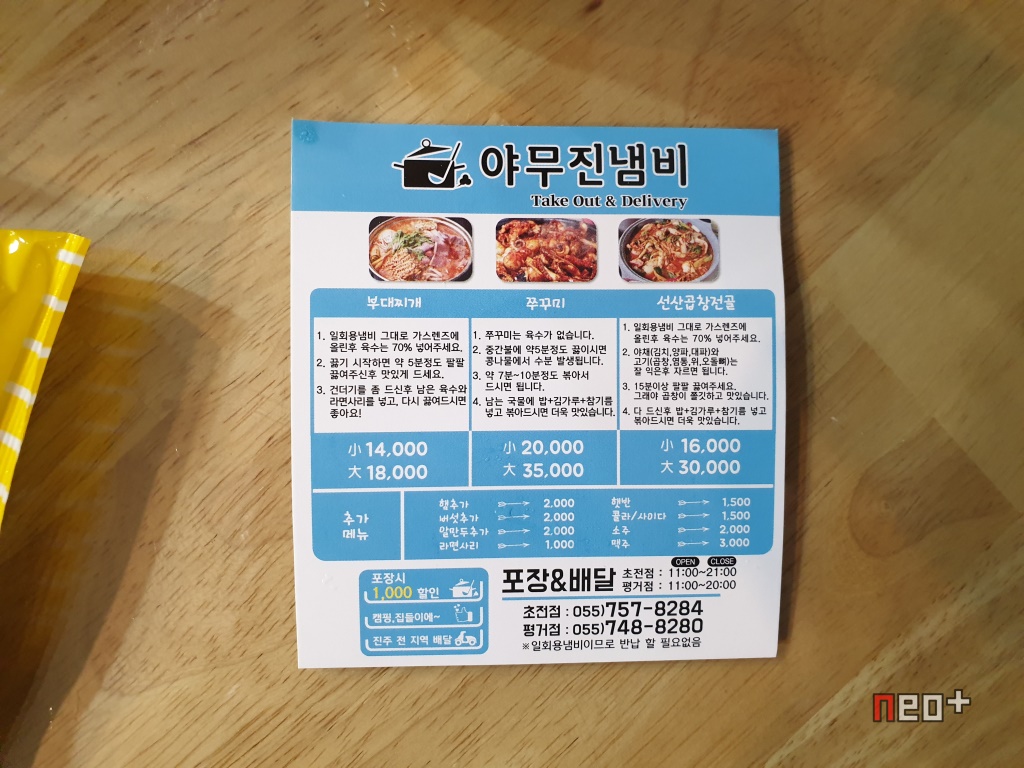 야무진냄비
Take Out & Delivery
부대찌개
1. 일회용냄비 그대로 가스렌즈에
올린후 육수는 70% 넣어주세요.
2. 끓기 시작하면 약 5분정도 팔팔
끓여주신후 맛있게 드세요.
3. 건더기를 좀 드신후 남은 육수와
라면사리를 넣고, 다시 끓여드시면
좋아요!
小 14,000
大 18,000
쭈꾸미
1. 쭈꾸미는 육수가 없습니다.
2. 중간불에 약5분정도 끓이시면
콩나물에서 수분 발생됩니다.
3. 약 7분~10분정도 볶아서
드시면 됩니다.
4. 남는 국물에 밥+김가루+참기름
넣고 볶아드시면 더욱 맛있습니다.
小 20,000
大 35,000
선산곱창전골
1. 일회용냄비 그대로 가스렌즈에
올린후 육수는 70% 넣어주세요.
2. 야채(김치,양파,대파)와
고기(곱창,염통,위,오돌뼈)는
잘 익은후 자르면 됩니다.
3. 15분이상 팔팔 끓여주세요.
그래야 곱창이 쫄깃하고 맛있습니다.
4. 다 드신후 밥+김가루+참기름 넣고
볶아드시면 더욱 맛있습니다.
小 16,000
大 30,000
추가
메뉴
햄추가 2,000
버섯추가 2,000
알만두추가 2,000
라면사리 1,000
햇반 1,500
콜라/사이다 1,500
소주 2,000
맥주 3,000
포장시
1,000 할인
캠핑,집들이에~
진주 전 지역 배달
포장&배달
OPEN CLOSE
초전점 : 11:00~21:00
평거점 : 11:00~20:00
초전점 : 055)757-8284
평거점 : 055)748-8280
※일회용냄비이므로 반납 할 필요없음
neo+